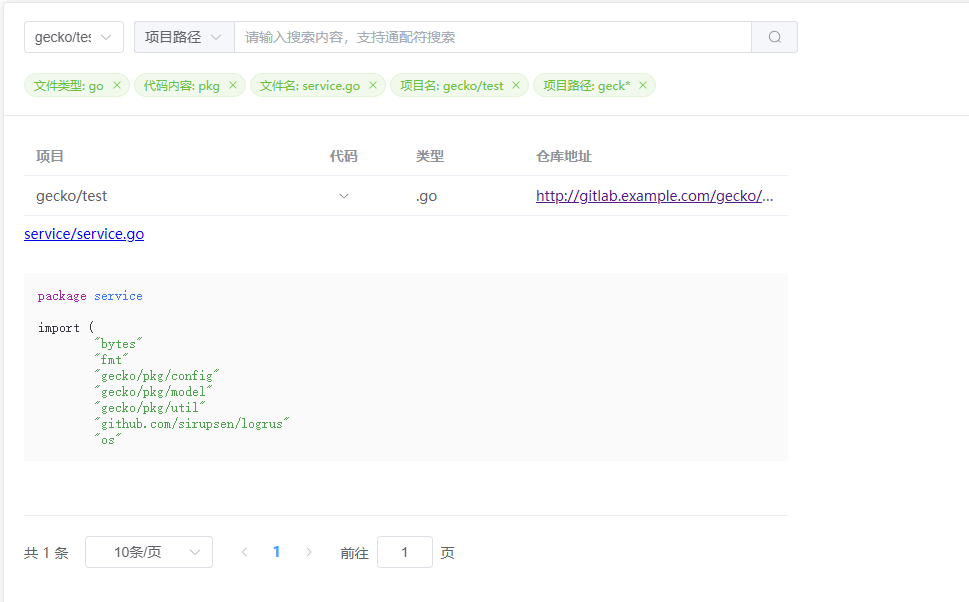 gecko/tes 项目路径 请输入搜索内容，支持通配符搜索
文件类型: go × 代码内容: pkg × 文件名: service.go × 项目名: gecko/test × 项目路径: geck* ×
项目 代码 类型 仓库地址
gecko/test .go http://gitlab.example.com/gecko/...
service/service.go
package service
import (
"bytes"
"fmt"
"gecko/pkg/config"
"gecko/pkg/model"
"gecko/pkg/util"
"github.com/sirupsen/logrus"
"os"
共 1 条 10条/页 1 前往 1 页